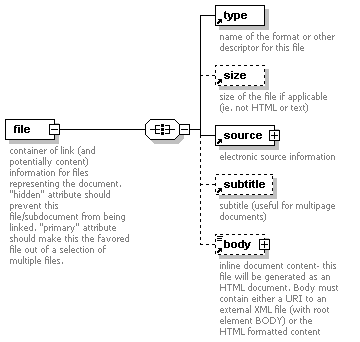 type
name of the format or other
descriptor for this file
size
size of the file if applicable
(ie. not HTML or text)
file
container of link (and
potentially content)
information for files
representing the document.
"hidden" attribute should
prevent this
file/subdocument from being
linked. "primary" attribute
should make this the favored
file out of a selection of
multiple files.
source
electronic source information
subtitle
subtitle (useful for multipage
documents)
body
inline document content- this
file will be generated as an
HTML document. Body must
contain either a URI to an
external XML file (with root
element BODY) or the
HTML formatted content